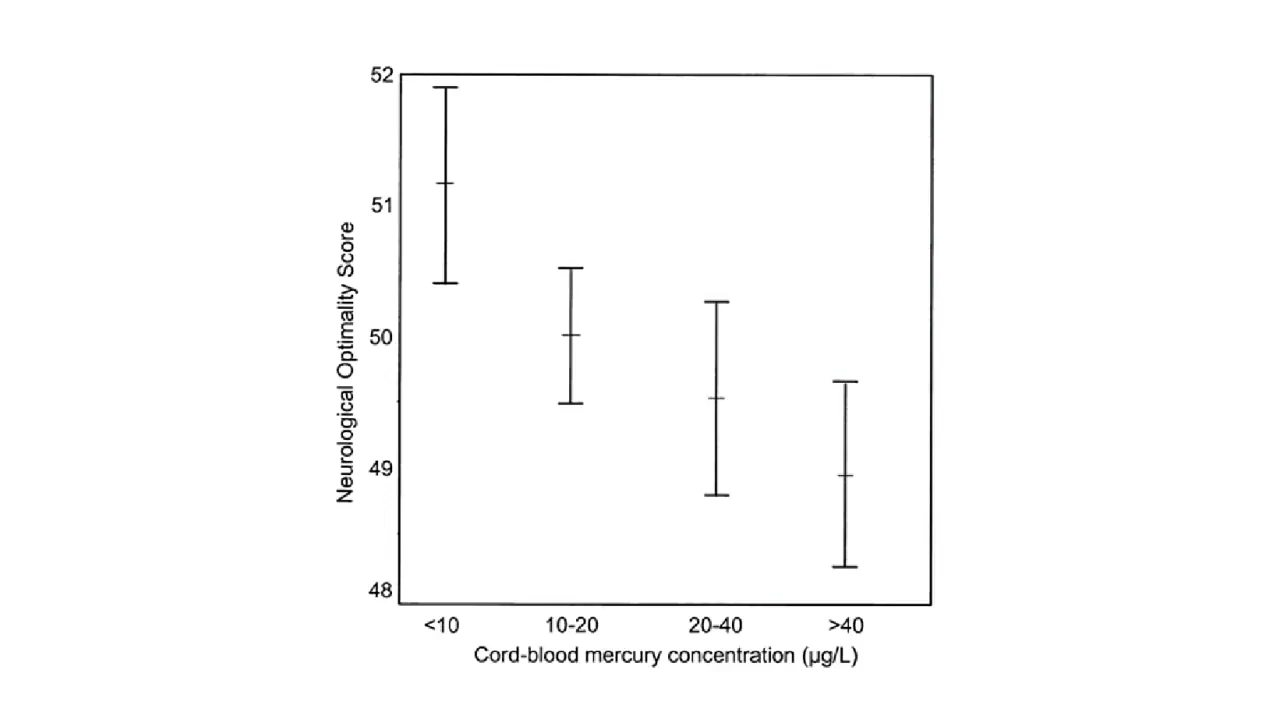 52
51
50
49
48
Neurological Optimality Score
<10 10-20 20-40 >40
Cord-blood mercury concentration (µg/L)